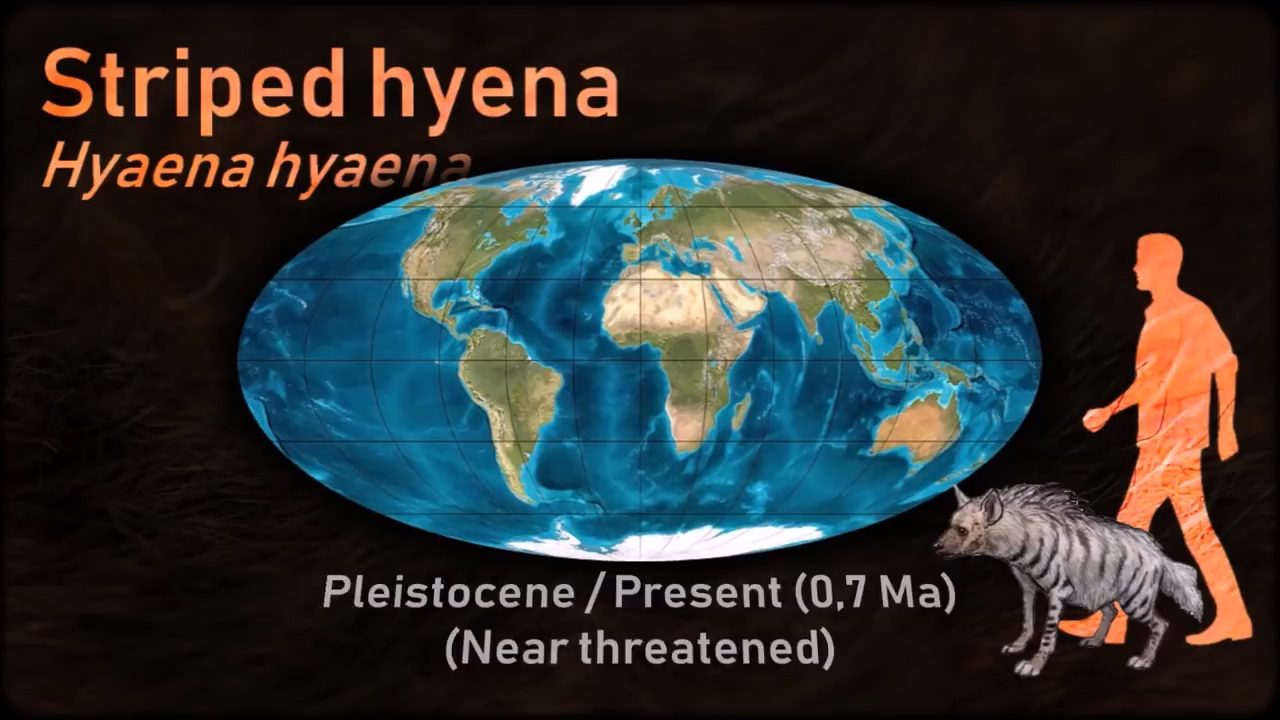 Striped hyena
Hyaena hyaena
Pleistocene / Present (0,7 Ma)
(Near threatened)